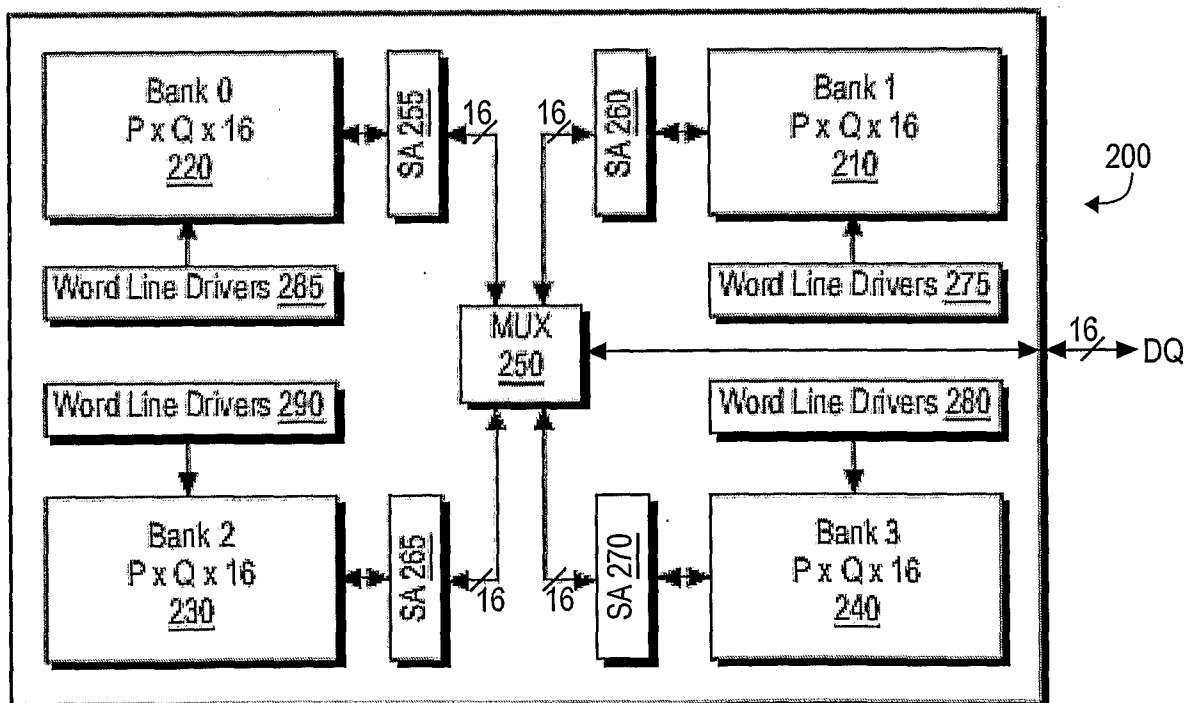 Bank 0
P x Q x 16
220
SA 255
16
16
SA 260
Bank 1
P x Q x 16
210
200
Word Line Drivers 285
Word Line Drivers 275
MUX
250
16
DQ
Word Line Drivers 290
Word Line Drivers 280
Bank 2
P x Q x 16
230
SA 265
16
16
SA 270
Bank 3
P x Q x 16
240